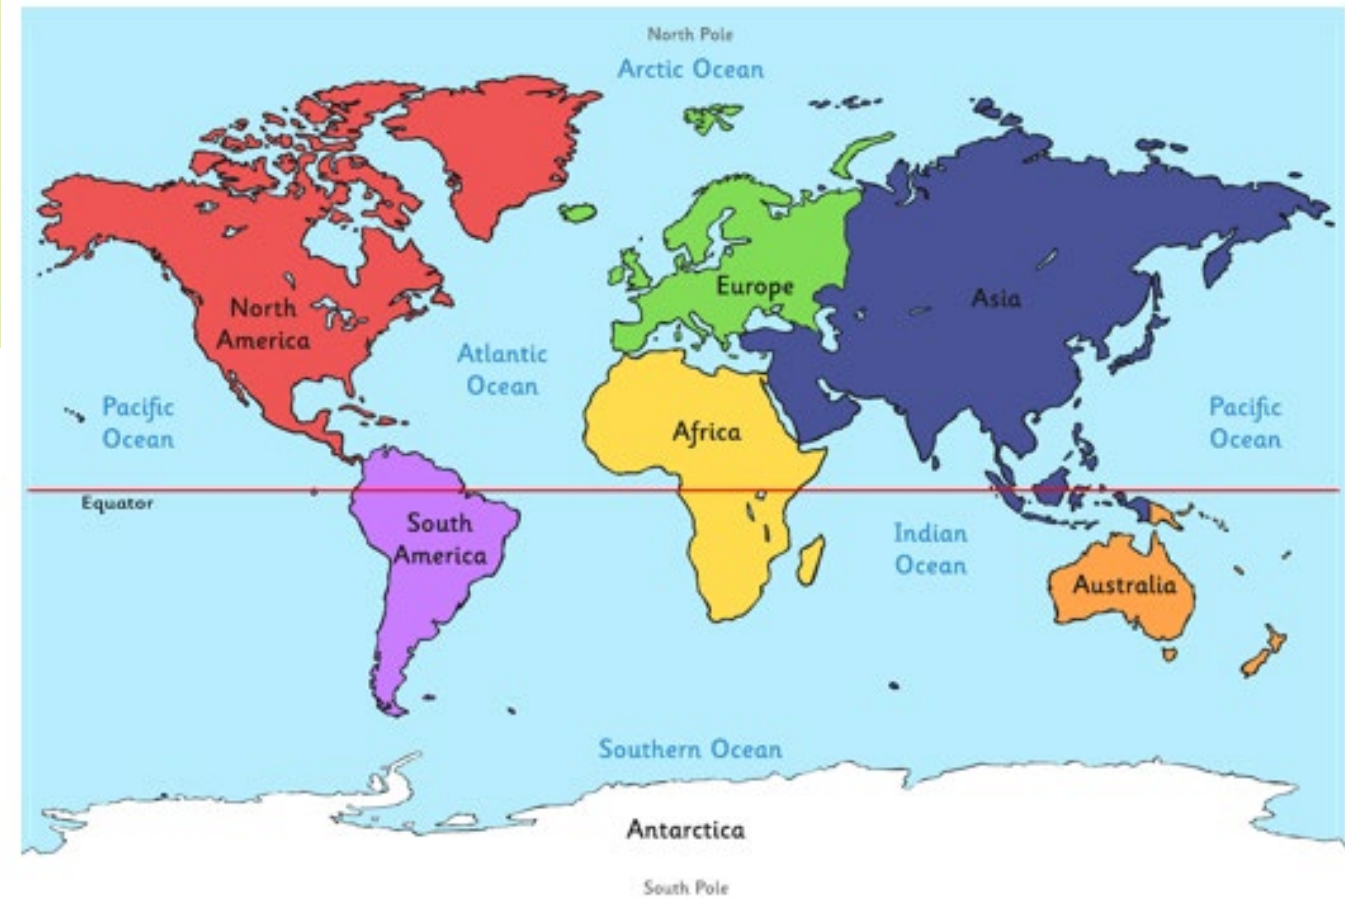 North Pole
Arctic Ocean
North
America
Europe
Asia
Atlantic
Ocean
Pacific
Ocean
Pacific
Ocean
Africa
Equator
South
America
Indian
Ocean
Australia
Southern Ocean
Antarctica
South Pole